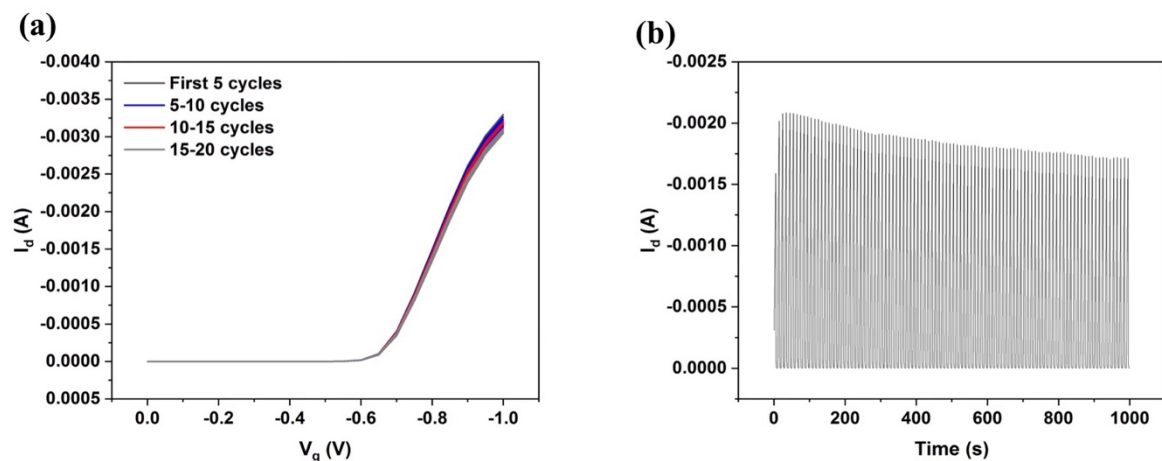 (a)
-0.0040
-0.0035
-0.0030
-0.0025
-0.0020
-0.0015
-0.0010
-0.0005
0.0000
0.0005
I_d (A)
First 5 cycles
5-10 cycles
10-15 cycles
15-20 cycles
0.0 -0.2 -0.4 -0.6 -0.8 -1.0
V_g (V)
(b)
-0.0025
-0.0020
-0.0015
-0.0010
-0.0005
0.0000
I_d (A)
0 200 400 600 800 1000
Time (s)